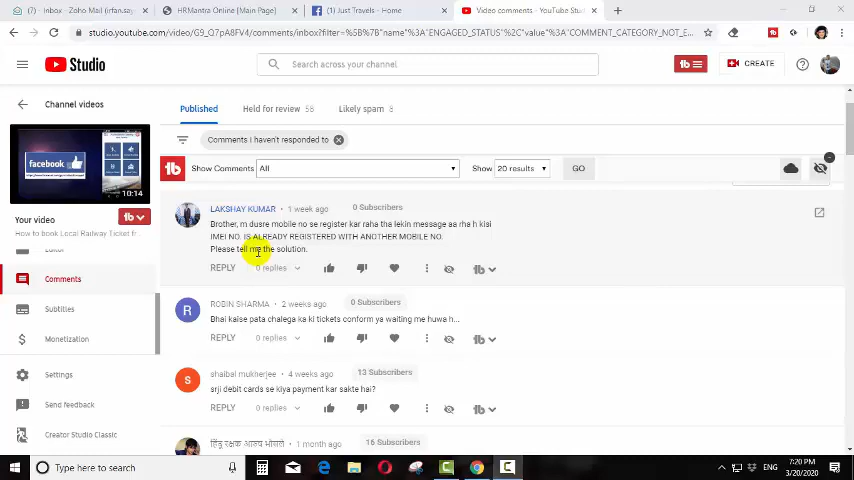 (7) - Inbox - Zoho Mail (irfan.say
HRMantra Online [Main Page]
(1) Just Travels - Home
Video comments - YouTube Stud
studio.youtube.com/video/G9_Q7pA8FV4/comments/inbox?filter=%5B%7B"name"%3A"ENGAGED_STATUS"%2C"value"%3A"COMMENT_CATEGORY_NOT_E...
Studio
Search across your channel
CREATE
Channel videos
Published
Held for review 58
Likely spam 8
Comments I haven't responded to
Show Comments
All
Show
20 results
GO
facebook
10:14
Your video
How to book Local Railway Ticket fr
Comments
Subtitles
Monetization
Settings
Send feedback
Creator Studio Classic
LAKSHAY KUMAR • 1 week ago 0 Subscribers
Brother, m dusre mobile no se register kar raha tha lekin message aa rha h kisi
IMEI NO. IS ALREADY REGISTERED WITH ANOTHER MOBILE NO.
Please tell me the solution.
REPLY 0 replies
R
ROBIN SHARMA • 2 weeks ago 0 Subscribers
Bhai kaise pata chalega ka ki tickets conform ya waiting me huwa h...
REPLY 0 replies
S
shaibal mukherjee • 4 weeks ago 13 Subscribers
srji debit cards se kiya payment kar sakte hai?
REPLY 0 replies
हिंदू रक्षक • 1 month ago 16 Subscribers
Type here to search
ENG
7:20 PM
3/20/2020